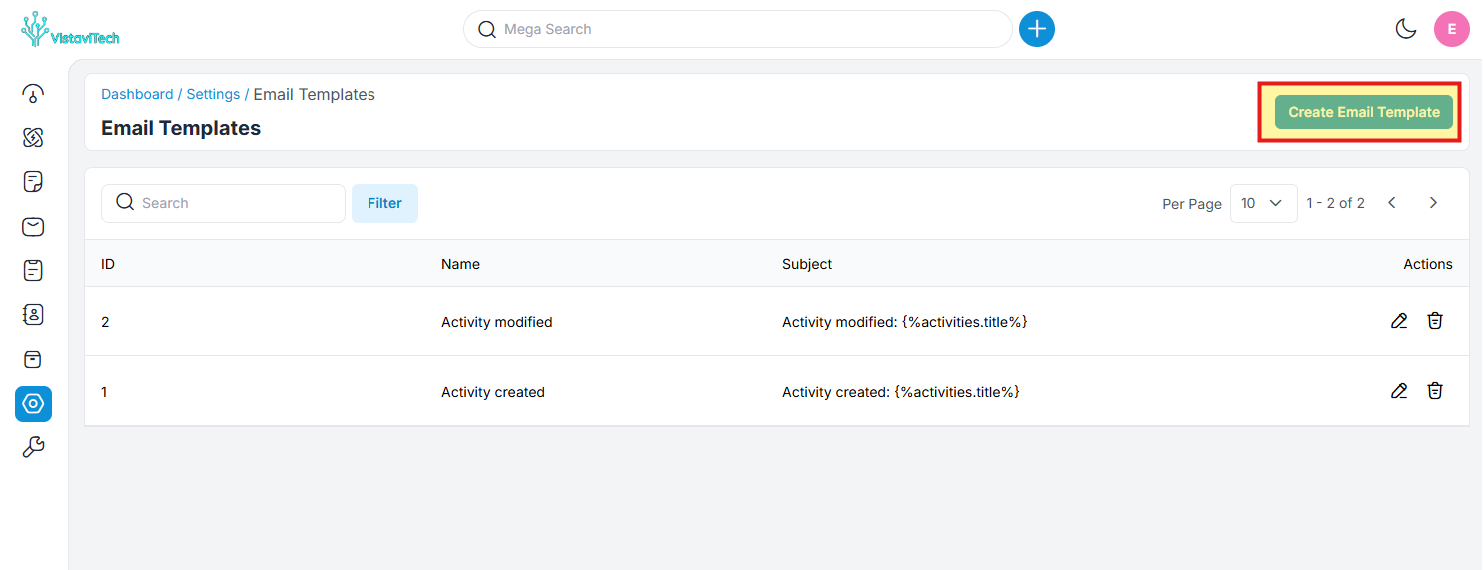 VistaviTech
Mega Search
E
Dashboard / Settings / Email Templates
Email Templates
Create Email Template
Search
Filter
Per Page 10 1 - 2 of 2
ID Name Subject Actions
2 Activity modified Activity modified: {%activities.title%}
1 Activity created Activity created: {%activities.title%}